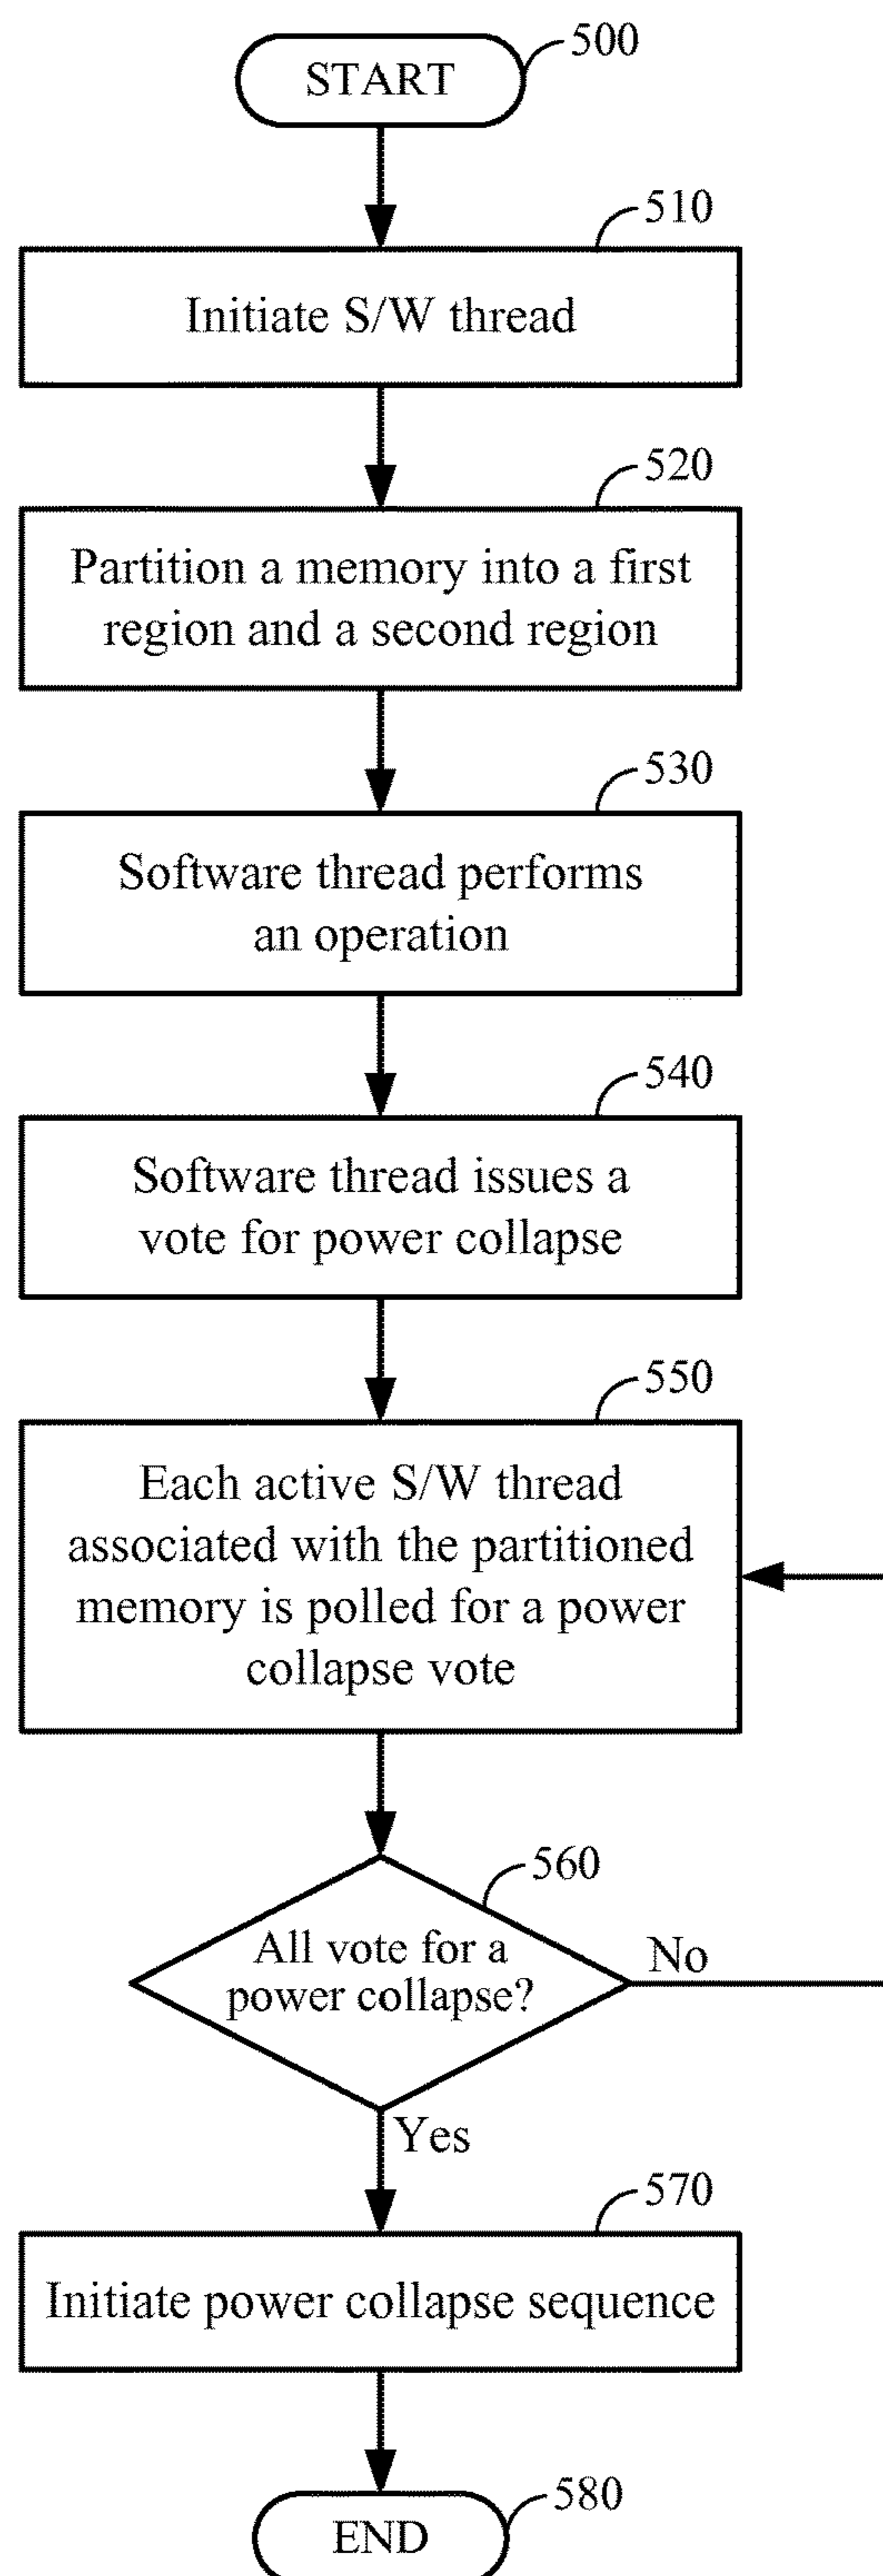 START
500
510
Initiate S/W thread
520
Partition a memory into a first
region and a second region
530
Software thread performs
an operation
540
Software thread issues a
vote for power collapse
550
Each active S/W thread
associated with the partitioned
memory is polled for a power
collapse vote
560
All vote for a
power collapse?
No
Yes
570
Initiate power collapse sequence
580
END